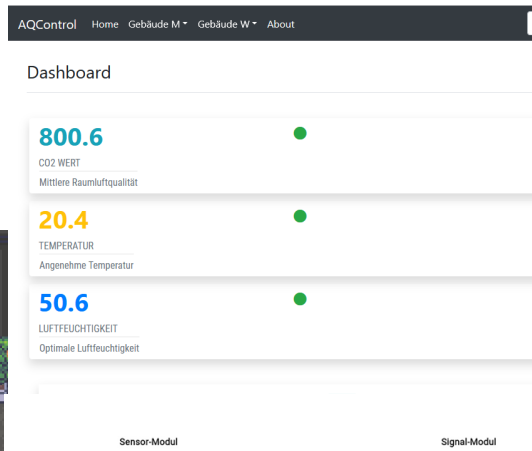 AQControl Home Gebäude M Gebäude W About
Dashboard
800.6
CO2 WERT
Mittlere Raumluftqualität
20.4
TEMPERATUR
Angenehme Temperatur
50.6
LUFTFEUCHTIGKEIT
Optimale Luftfeuchtigkeit
Sensor-Modul Signal-Modul